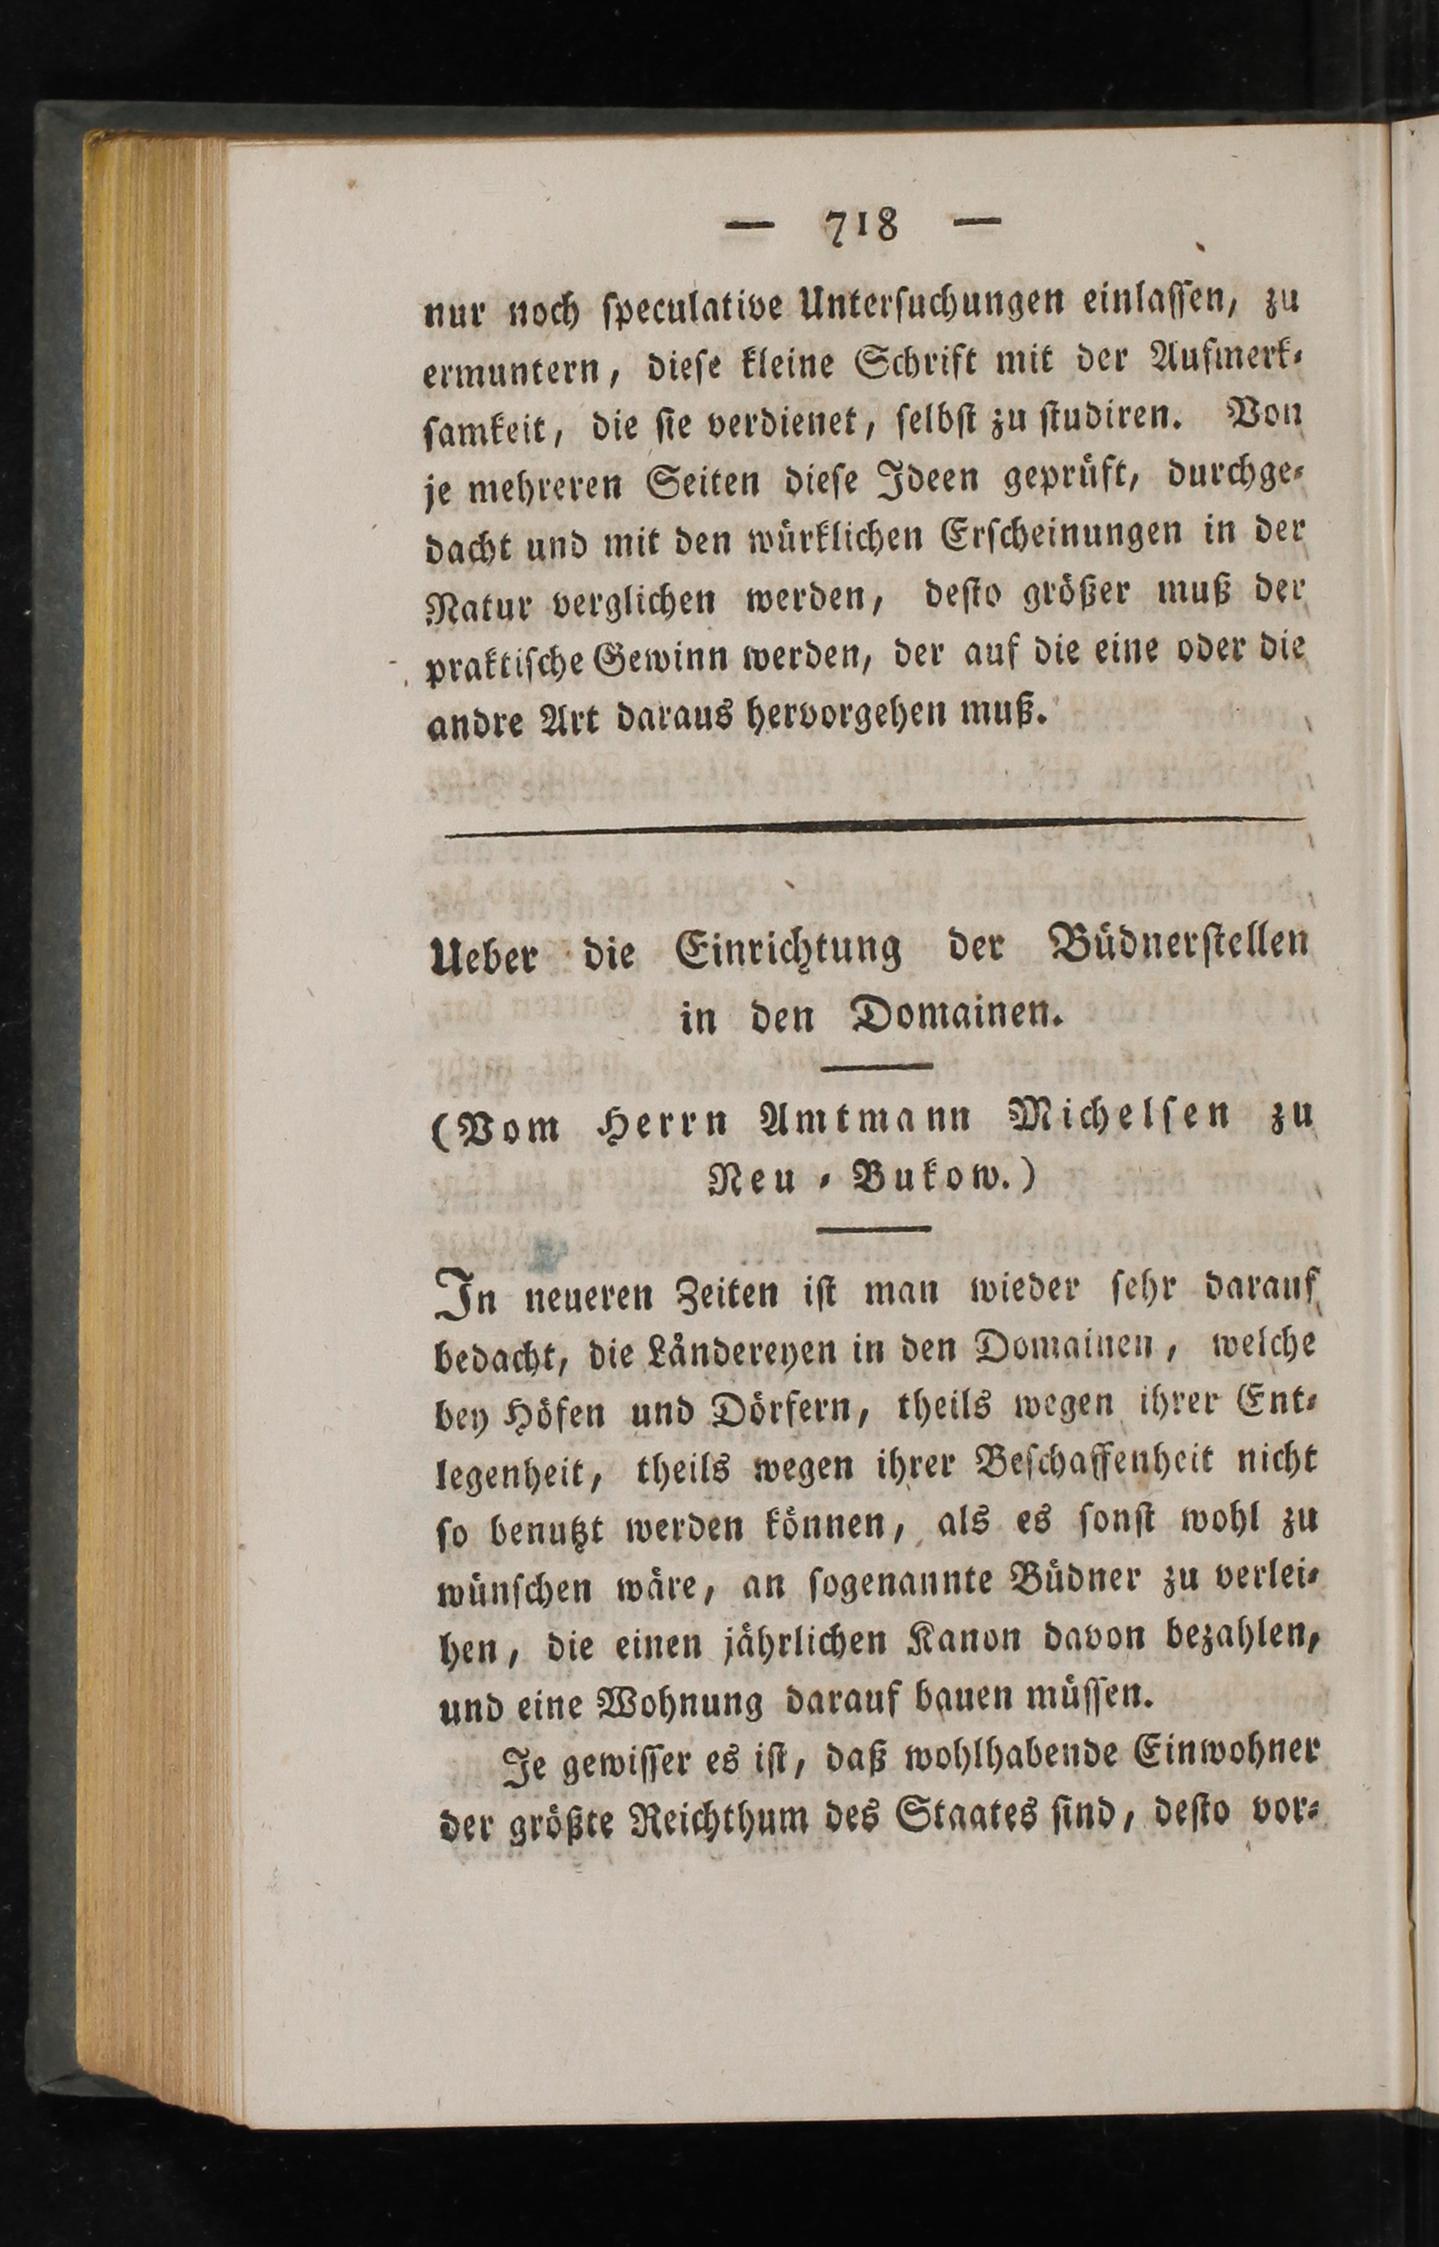 — 718 —
nur noch ſpeculative Unterſuchungen einlaſſen, zu
ermuntern, dieſe kleine Schrift mit der Aufmerk⸗
ſamkeit, die ſie verdienet, ſelbſt zu ſtudiren. Von
je mehreren Seiten dieſe Ideen geprüft, durchge⸗
dacht und mit den würklichen Erſcheinungen in der
Natur verglichen werden, deſto größer muß der
praktiſche Gewinn werden, der auf die eine oder die
andre Art daraus hervorgehen muß.
Ueber die Einrichtung der Büdnerſtellen
in den Domainen.
(Vom Herrn Amtmann Michelſen zu
Neu⸗Bukow.)
In neueren Zeiten iſt man wieder ſehr darauf
bedacht, die Ländereyen in den Domainen, welche
bey Höfen und Dörfern, theils wegen ihrer Ent⸗
legenheit, theils wegen ihrer Beſchaffenheit nicht
ſo benutzt werden können, als es ſonſt wohl zu
wünſchen wäre, an ſogenannte Büdner zu verlei⸗
hen, die einen jährlichen Kanon davon bezahlen,
und eine Wohnung darauf bauen müſſen.
Je gewiſſer es iſt, daß wohlhabende Einwohner
der größte Reichthum des Staates ſind, deſto vor⸗